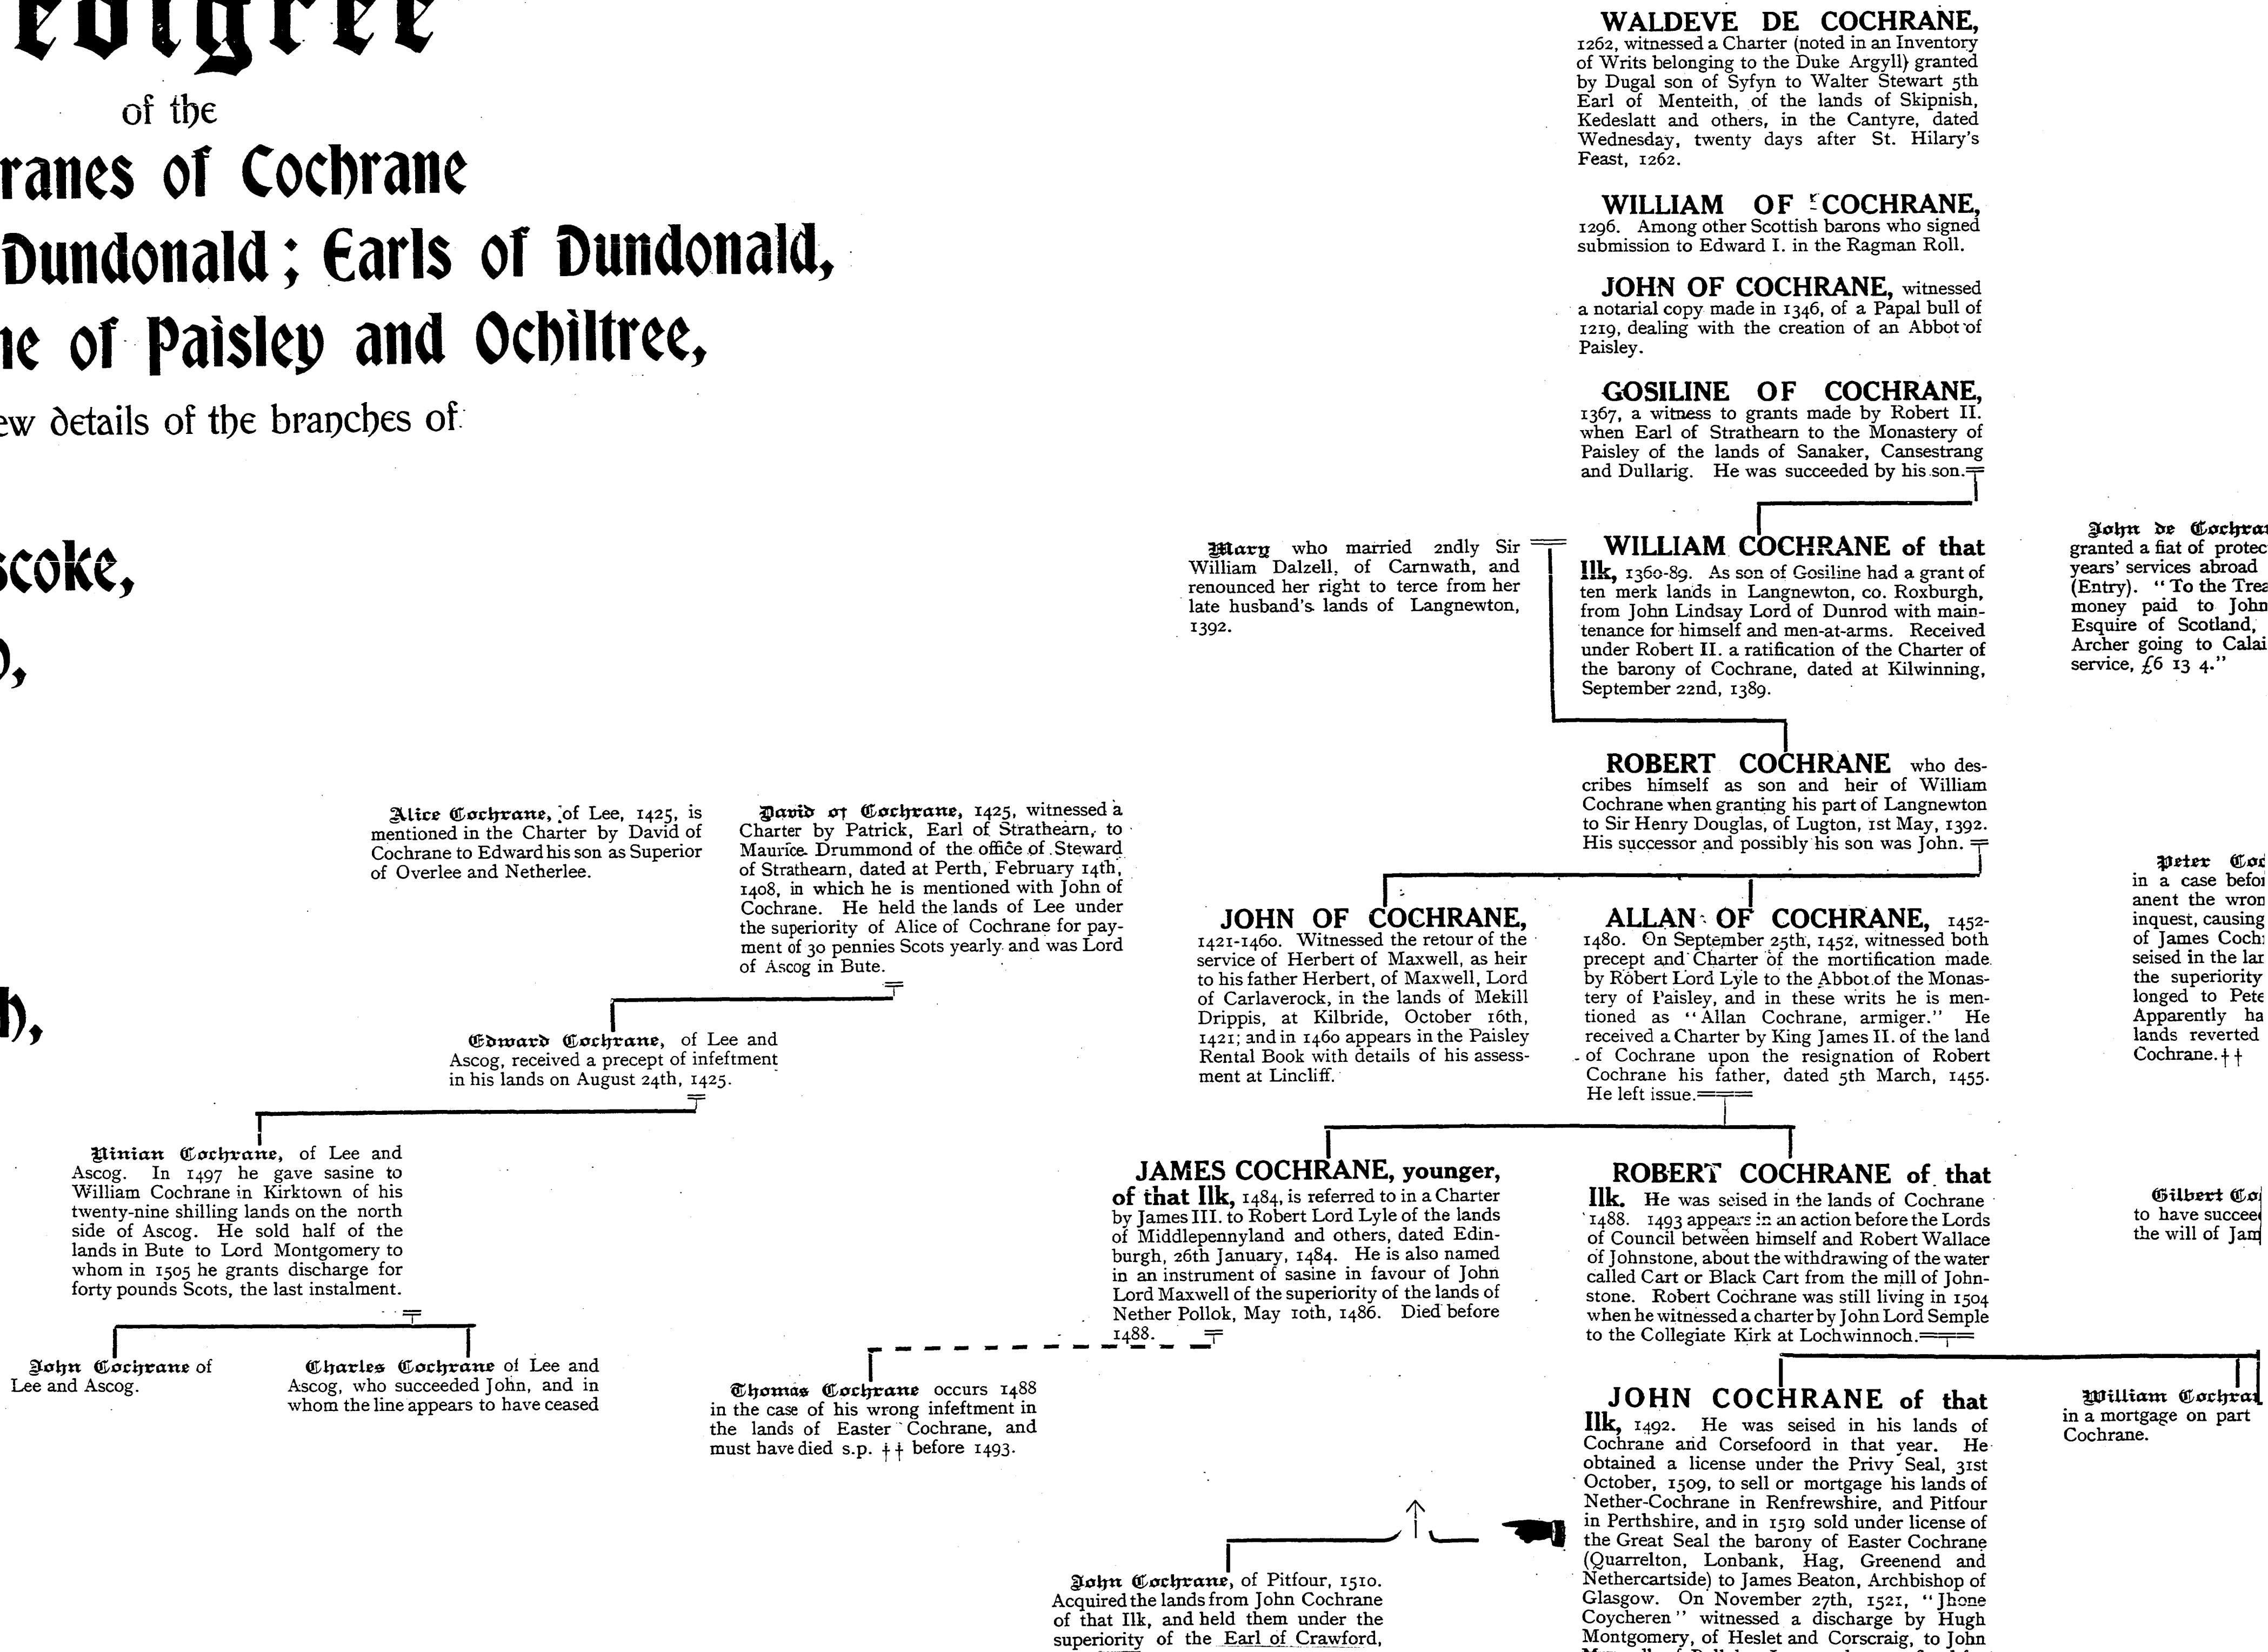 of the
of Cochrane
Dundonald; Earls of Dundonald,
of Paisley and Ochiltree,
details of the branches of
WALDEVE DE COCHRANE,
1262, witnessed a Charter (noted in an Inventory
of Writs belonging to the Duke Argyll) granted
by Dugal son of Syfyn to Walter Stewart 5th
Earl of Menteith, of the lands of Skipnish,
Kedeslatt and others, in the Cantyre, dated
Wednesday, twenty days after St. Hilary's
Feast, 1262.
WILLIAM OF COCHRANE,
1296. Among other Scottish barons who signed
submission to Edward I. in the Ragman Roll.
JOHN OF COCHRANE, witnessed
a notarial copy made in 1346, of a Papal bull of
1219, dealing with the creation of an Abbot of
Paisley.
GOSILINE OF COCHRANE,
1367, a witness to grants made by Robert II.
when Earl of Strathearn to the Monastery of
Paisley of the lands of Sanaker, Cansestrang
and Dullarig. He was succeeded by his son.
Mary who married 2ndly Sir
William Dalzell, of Carnwath, and
renounced her right to terce from her
late husband's lands of Langnewton,
1392.
WILLIAM COCHRANE of that
Ilk, 1360-89. As son of Gosiline had a grant of
ten merk lands in Langnewton, co. Roxburgh,
from John Lindsay Lord of Dunrod with main-
tenance for himself and men-at-arms. Received
under Robert II. a ratification of the Charter of
the barony of Cochrane, dated at Kilwinning,
September 22nd, 1389.
John de
granted a fiat of
years' services abroad
(Entry). "To the
money paid to John
Esquire of Scotland,
Archer going to
service, £6 13 4."
ROBERT COCHRANE who des-
cribes himself as son and heir of William
Cochrane when granting his part of Langnewton
to Sir Henry Douglas, of Lugton, 1st May, 1392.
His successor and possibly his son was John.
Alice Cochrane, of Lee, 1425, is
mentioned in the Charter by David of
Cochrane to Edward his son as Superior
of Overlee and Netherlee.
David of Cochrane, 1425, witnessed a
Charter by Patrick, Earl of Strathearn, to
Maurice Drummond of the office of Steward
of Strathearn, dated at Perth, February 14th,
1408, in which he is mentioned with John of
Cochrane. He held the lands of Lee under
the superiority of Alice of Cochrane for pay-
ment of 30 pennies Scots yearly and was Lord
of Ascog in Bute.
JOHN OF COCHRANE,
1421-1460. Witnessed the retour of the
service of Herbert of Maxwell, as heir
to his father Herbert, of Maxwell, Lord
of Carlaverock, in the lands of Mekill
Drippis, at Kilbride, October 16th,
1421; and in 1460 appears in the Paisley
Rental Book with details of his assess-
ment at Lincliff.
ALLAN OF COCHRANE, 1452-
1480. On September 25th, 1452, witnessed both
precept and Charter of the mortification made
by Robert Lord Lyle to the Abbot of the Monas-
tery of Paisley, and in these writs he is men-
tioned as "Allan Cochrane, armiger." He
received a Charter by King James II. of the land
of Cochrane upon the resignation of Robert
Cochrane his father, dated 5th March, 1455.
He left issue.
Peter
in a case
anent the
inquest, causing
of James
seised in the
the superiority
longed to
Apparently
lands reverted
Cochrane.††
Edward Cochrane, of Lee and
Ascog, received a precept of infeftment
in his lands on August 24th, 1425.
Ninian Cochrane, of Lee and
Ascog. In 1497 he gave sasine to
William Cochrane in Kirktown of his
twenty-nine shilling lands on the north
side of Ascog. He sold half of the
lands in Bute to Lord Montgomery to
whom in 1505 he grants discharge for
forty pounds Scots, the last instalment.
JAMES COCHRANE, younger,
of that Ilk, 1484, is referred to in a Charter
by James III. to Robert Lord Lyle of the lands
of Middlepennyland and others, dated Edin-
burgh, 26th January, 1484. He is also named
in an instrument of sasine in favour of John
Lord Maxwell of the superiority of the lands of
Nether Pollok, May 10th, 1486. Died before
1488.
ROBERT COCHRANE of that
Ilk. He was seised in the lands of Cochrane
1488. 1493 appears in an action before the Lords
of Council between himself and Robert Wallace
of Johnstone, about the withdrawing of the water
called Cart or Black Cart from the mill of John-
stone. Robert Cochrane was still living in 1504
when he witnessed a charter by John Lord Semple
to the Collegiate Kirk at Lochwinnoch.
Gilbert
to have
the will of
John Cochrane of
Lee and Ascog.
Charles Cochrane of Lee and
Ascog, who succeeded John, and in
whom the line appears to have ceased
Thomas Cochrane occurs 1488
in the case of his wrong infeftment in
the lands of Easter Cochrane, and
must have died s.p. †† before 1493.
JOHN COCHRANE of that
Ilk, 1492. He was seised in his lands of
Cochrane and Corsefoord in that year. He
obtained a license under the Privy Seal, 31st
October, 1509, to sell or mortgage his lands of
Nether-Cochrane in Renfrewshire, and Pitfour
in Perthshire, and in 1519 sold under license of
the Great Seal the barony of Easter Cochrane
(Quarrelton, Lonbank, Hag, Greenend and
Nethercartside) to James Beaton, Archbishop of
Glasgow. On November 27th, 1521, "Jhone
Coycheren" witnessed a discharge by Hugh
Montgomery, of Heslet and Corscraig, to John
William
in a mortgage on part
Cochrane.
John Cochrane, of Pitfour, 1510.
Acquired the lands from John Cochrane
of that Ilk, and held them under the
superiority of the Earl of Crawford,